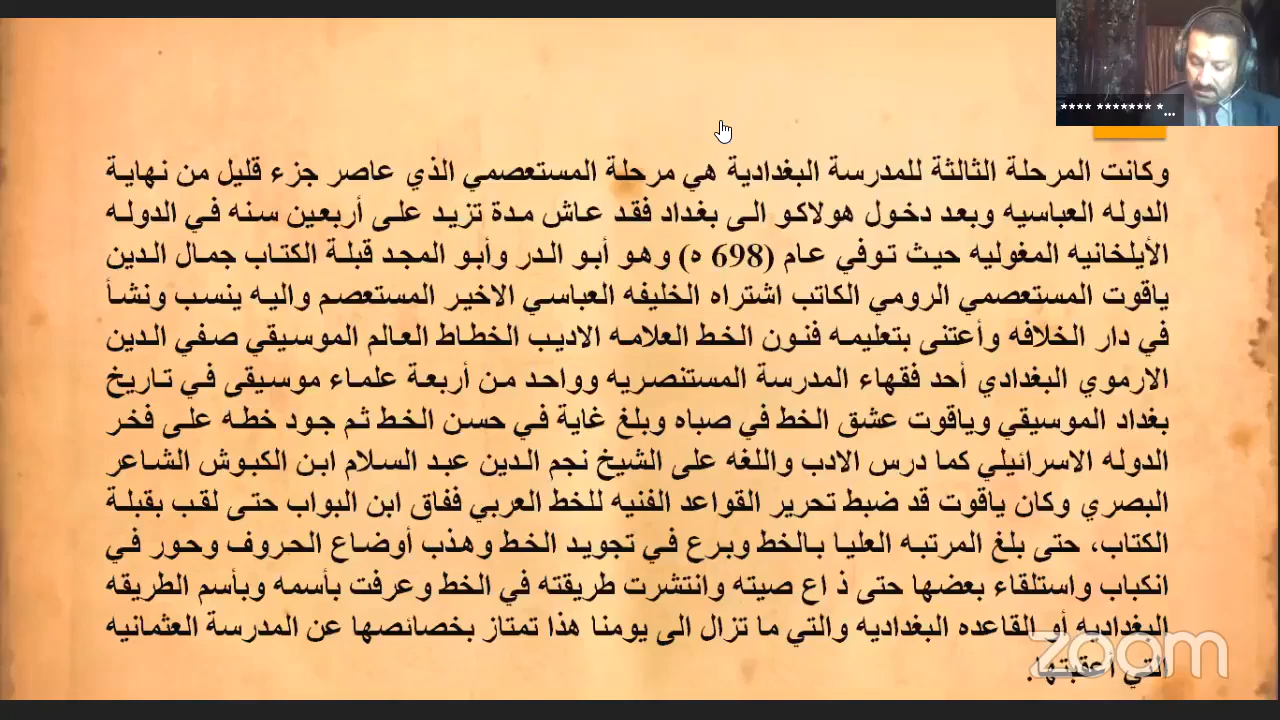 **** ******* *...
وكانت المرحلة الثالثة للمدرسة البغدادية هي مرحلة المستعصمي الذي عاصر جزء قليل من نهاية
الدوله العباسيه وبعد دخول هولاكو الى بغداد فقد عاش مدة تزيد على أربعين سنه في الدوله
الأيلخانيه المغوليه حيث توفي عام (698 ه) وهو أبو الدر وأبو المجد قبلة الكتاب جمال الدين
ياقوت المستعصمي الرومي الكاتب اشتراه الخليفه العباسي الاخير المستعصم واليه ينسب ونشأ
في دار الخلافه وأعتنى بتعليمه فنون الخط العلامه الاديب الخطاط العالم الموسيقي صفي الدين
الارموي البغدادي أحد فقهاء المدرسة المستنصريه وواحد من أربعة علماء موسيقى في تاريخ
بغداد الموسيقي وياقوت عشق الخط في صباه وبلغ غاية في حسن الخط ثم جود خطه على فخر
الدوله الاسرائيلي كما درس الادب واللغه على الشيخ نجم الدين عبد السلام ابن الكبوش الشاعر
البصري وكان ياقوت قد ضبط تحرير القواعد الفنيه للخط العربي ففاق ابن البواب حتى لقب بقبلة
الكتاب، حتى بلغ المرتبه العليا بالخط وبرع في تجويد الخط وهذب أوضاع الحروف وحور في
انكباب واستلقاء بعضها حتى ذ اع صيته وانتشرت طريقته في الخط وعرفت بأسمه وبأسم الطريقه
البغداديه أو القاعده البغداديه والتي ما تزال الى يومنا هذا تمتاز بخصائصها عن المدرسة العثمانيه
التي أعقبتها.
zoom